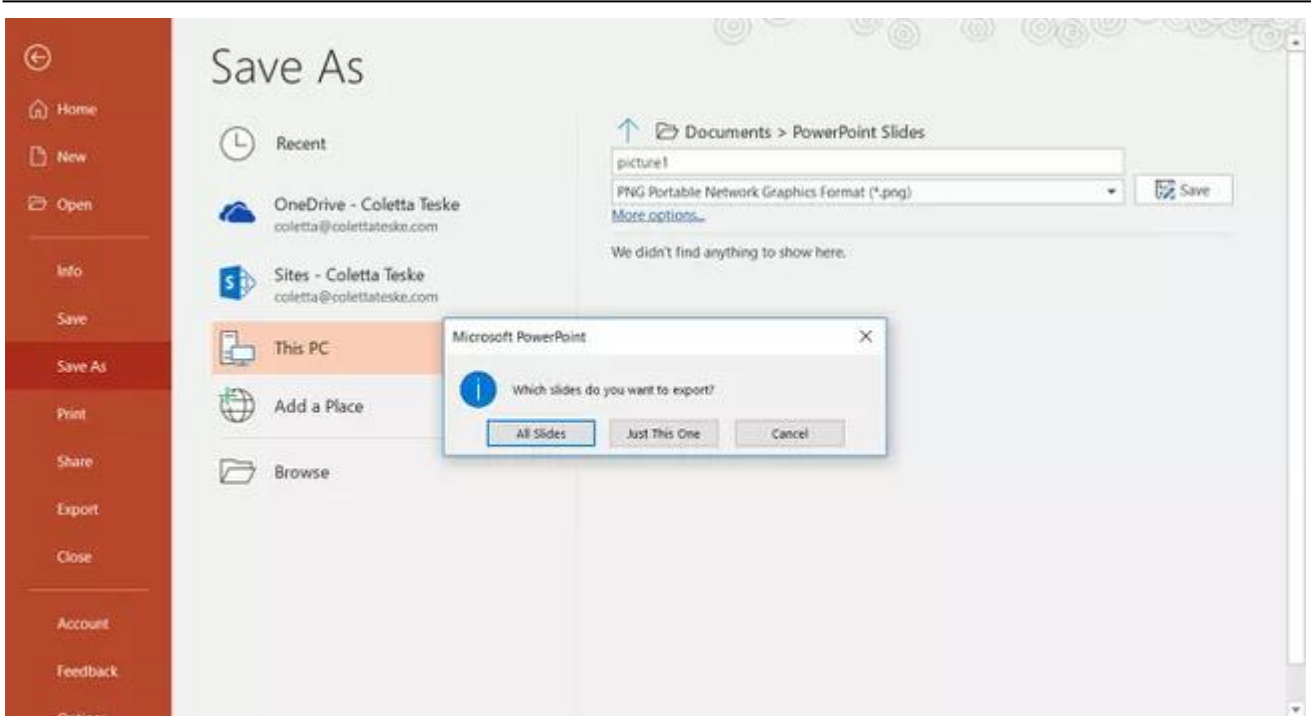 Save As
Home
New
Open
Info
Save
Save As
Print
Share
Export
Close
Account
Feedback
Options
Recent
OneDrive - Coletta Teske
coletta@colettateske.com
Sites - Coletta Teske
coletta@colettateske.com
This PC
Add a Place
Browse
Documents > PowerPoint Slides
picture1
PNG Portable Network Graphics Format (*.png)
Save
More options...
We didn't find anything to show here.
Microsoft PowerPoint
Which slides do you want to export?
All Slides
Just This One
Cancel